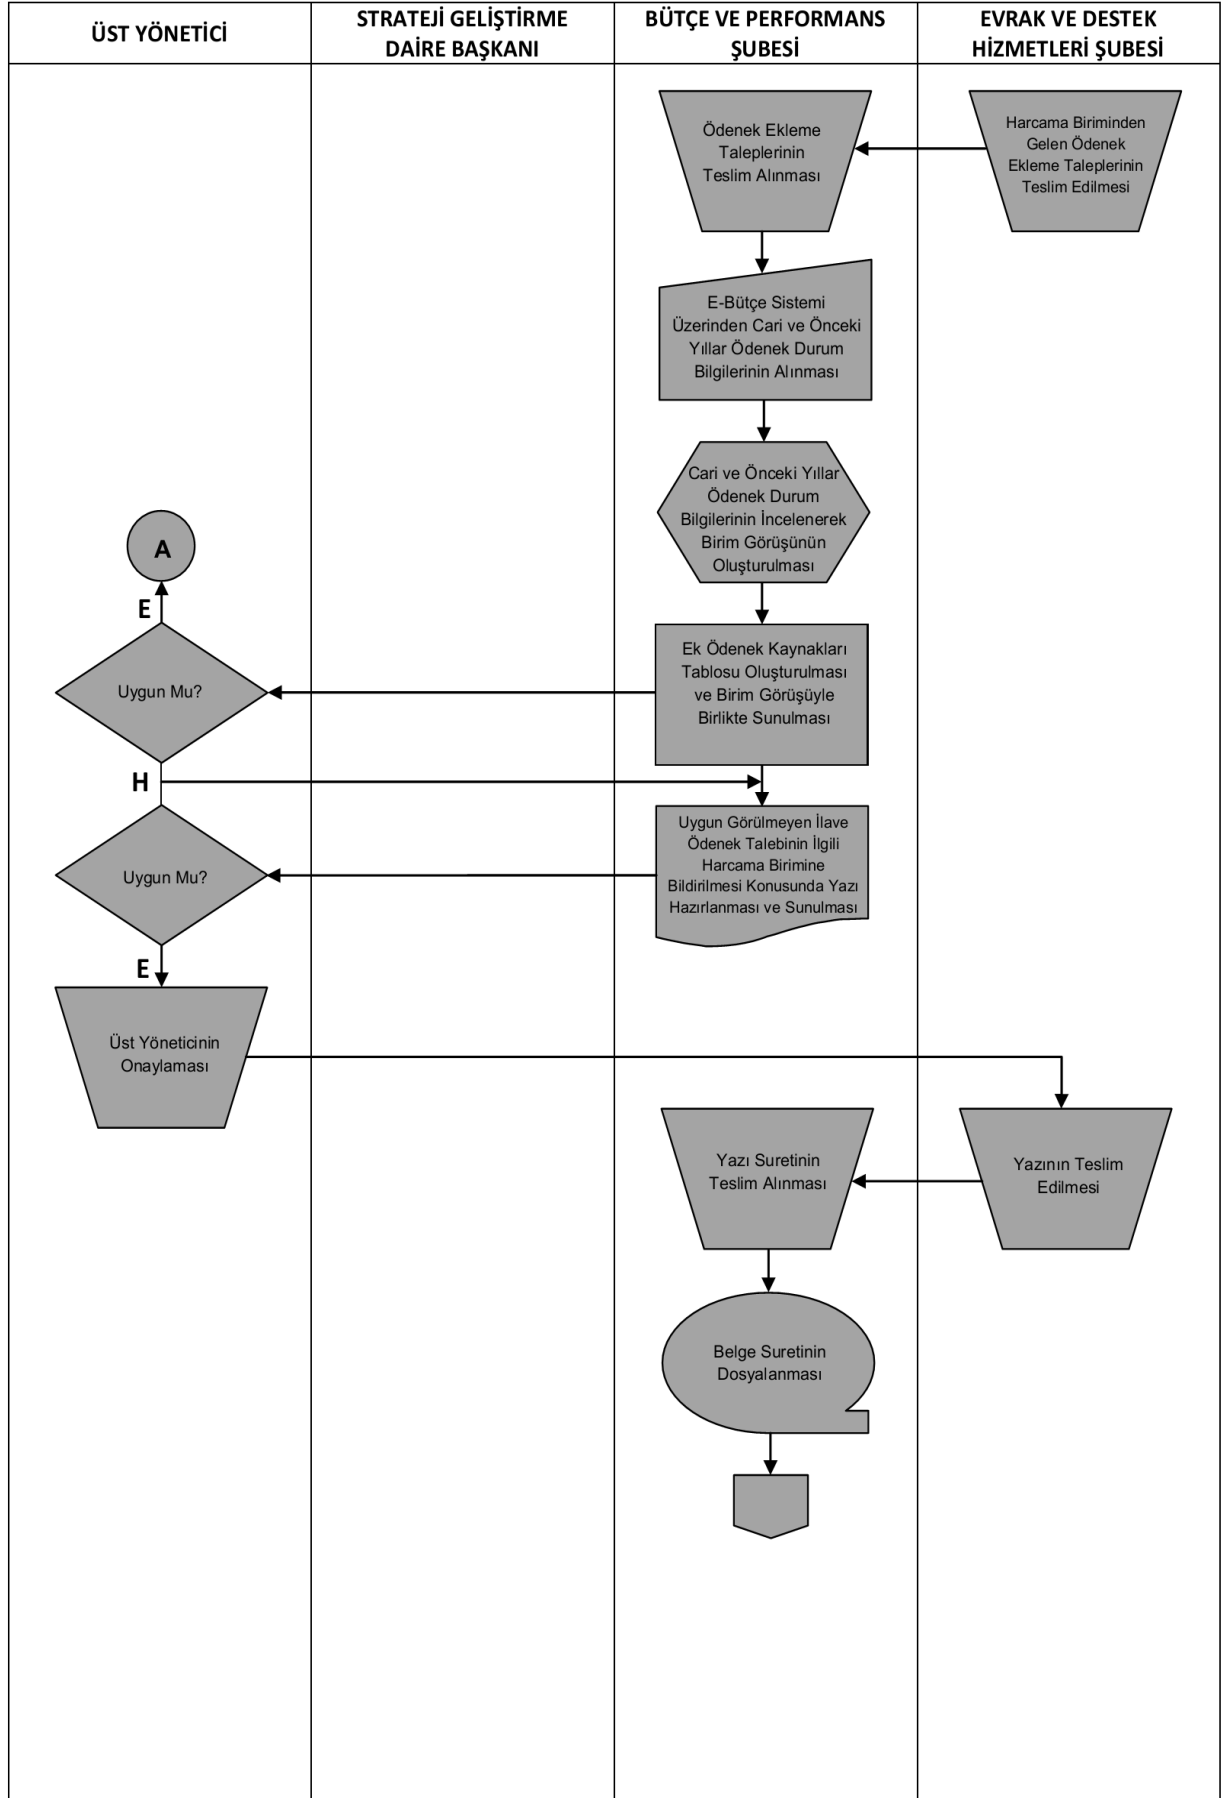 ÜST YÖNETİCİ
STRATEJİ GELİŞTİRME
DAİRE BAŞKANI
BÜTÇE VE PERFORMANS
ŞUBESİ
EVRAK VE DESTEK
HİZMETLERİ ŞUBESİ
Ödenek Ekleme
Taleplerinin
Teslim Alınması
Harcama Biriminden
Gelen Ödenek
Ekleme Taleplerinin
Teslim Edilmesi
E-Bütçe Sistemi
Üzerinden Cari ve Önceki
Yıllar Ödenek Durum
Bilgilerinin Alınması
Cari ve Önceki Yıllar
Ödenek Durum
Bilgilerinin İncelenerek
Birim Görüşünün
Oluşturulması
A
E
Uygun Mu?
Ek Ödenek Kaynakları
Tablosu Oluşturulması
ve Birim Görüşüyle
Birlikte Sunulması
H
Uygun Mu?
Uygun Görülmeyen İlave
Ödenek Talebinin İlgili
Harcama Birimine
Bildirilmesi Konusunda Yazı
Hazırlanması ve Sunulması
E
Üst Yöneticinin
Onaylaması
Yazı Suretinin
Teslim Alınması
Yazının Teslim
Edilmesi
Belge Suretinin
Dosyalanması